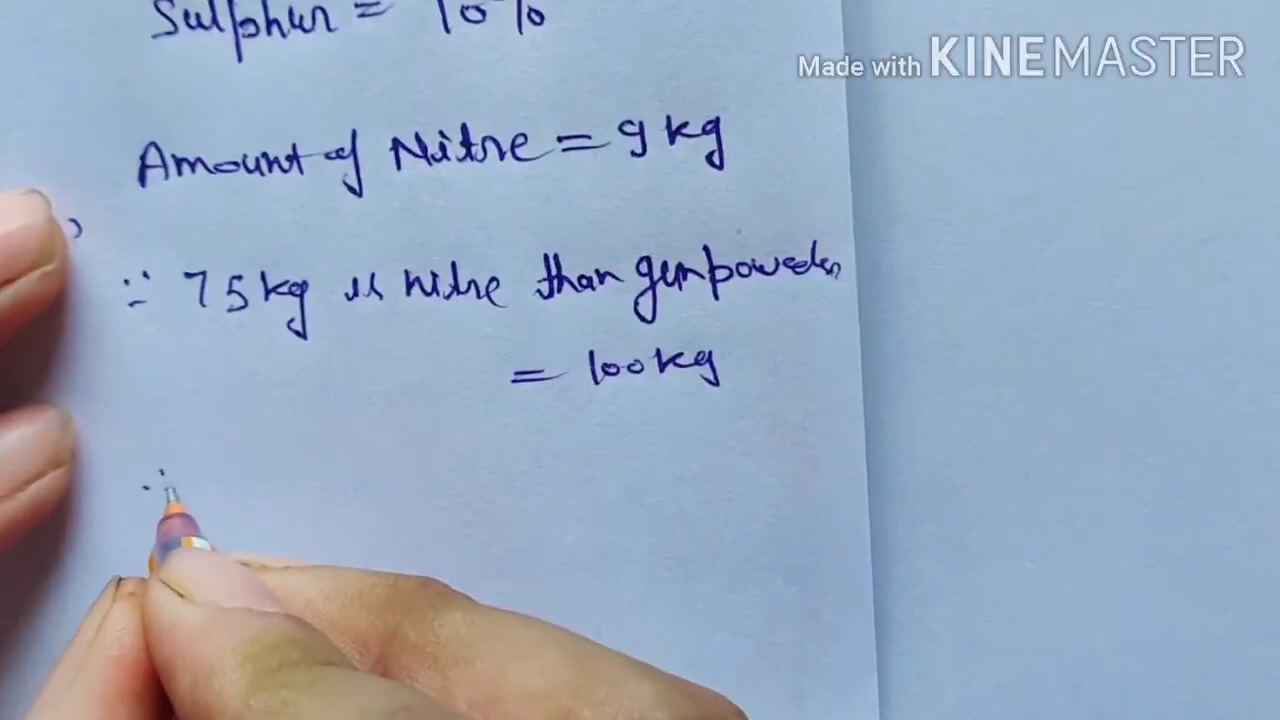 Sulphur = 10%
Made with KINEMASTER
Amount of Nitre = 9 kg
∵ 75 kg is nitre than gunpowder,
= 100 kg
∴